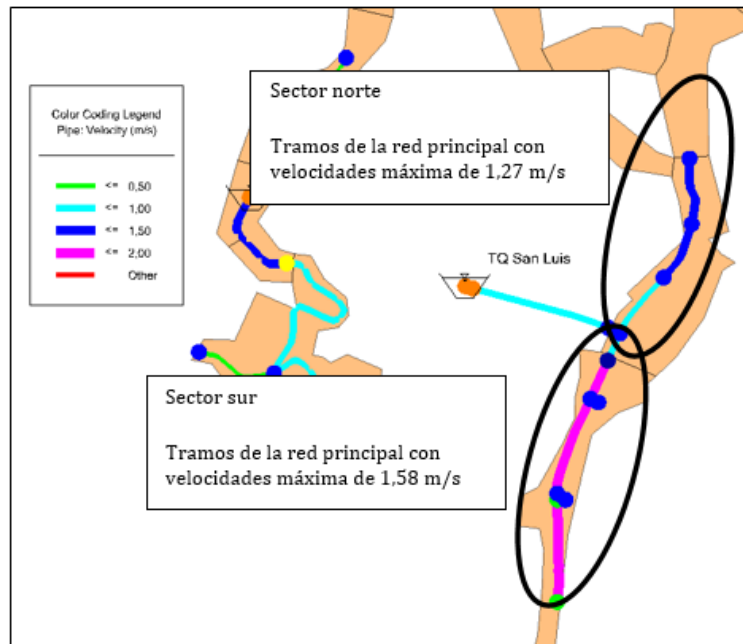 Sector norte
Tramos de la red principal con
velocidades máxima de 1,27 m/s
Color Coding Legend
Pipe: Velocity (m/s)
<= 0,50
<= 1,00
<= 1,50
<= 2,00
Other
TQ San Luis
Sector sur
Tramos de la red principal con
velocidades máxima de 1,58 m/s